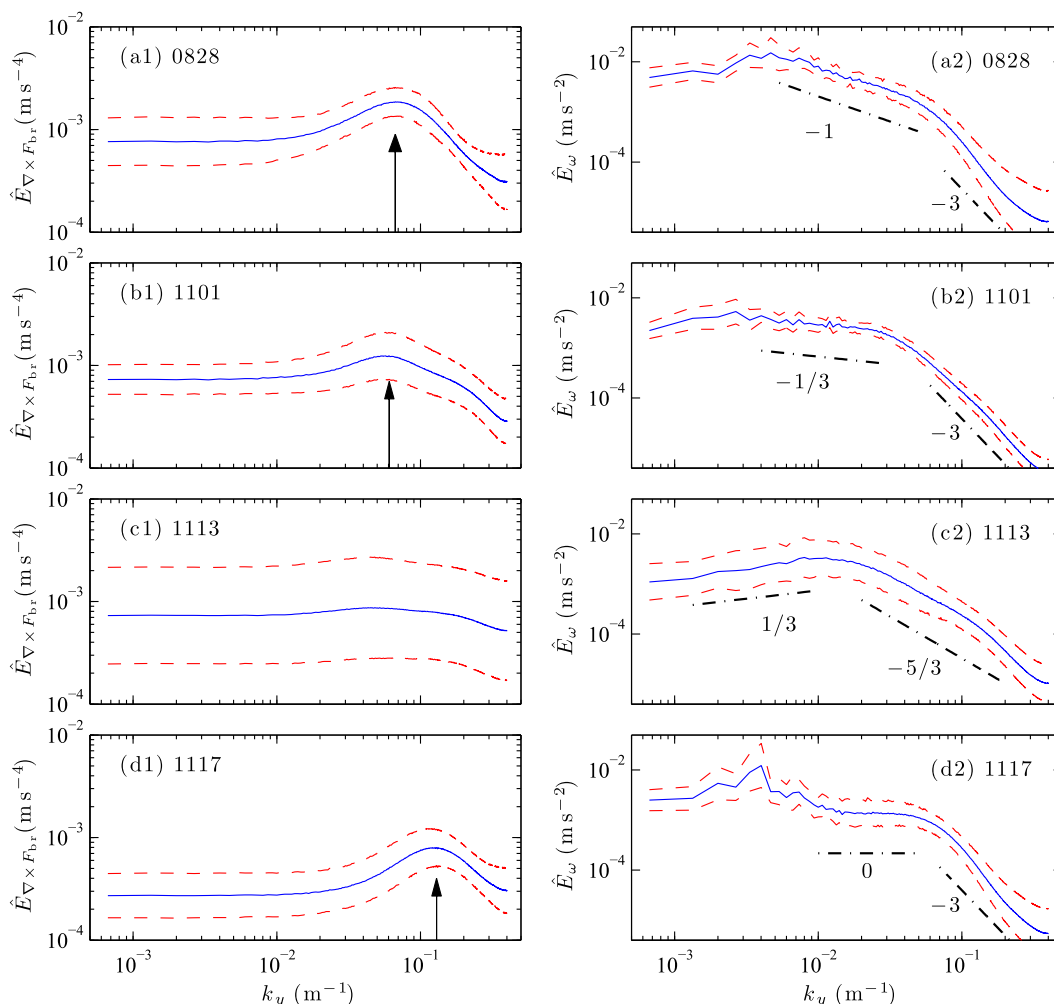 10⁻²
10⁻³
10⁻⁴
Ê∇×F_br (m s⁻⁴)
(a1) 0828
10⁻²
10⁻⁴
Ê_ω (m s⁻²)
(a2) 0828
−1
−3
10⁻²
10⁻³
10⁻⁴
Ê∇×F_br (m s⁻⁴)
(b1) 1101
10⁻²
10⁻⁴
Ê_ω (m s⁻²)
(b2) 1101
−1/3
−3
10⁻²
10⁻³
10⁻⁴
Ê∇×F_br (m s⁻⁴)
(c1) 1113
10⁻²
10⁻⁴
Ê_ω (m s⁻²)
(c2) 1113
1/3
−5/3
10⁻²
10⁻³
10⁻⁴
Ê∇×F_br (m s⁻⁴)
(d1) 1117
10⁻³
10⁻²
10⁻¹
k_y (m⁻¹)
10⁻²
10⁻⁴
Ê_ω (m s⁻²)
(d2) 1117
0
−3
10⁻³
10⁻²
10⁻¹
k_y (m⁻¹)